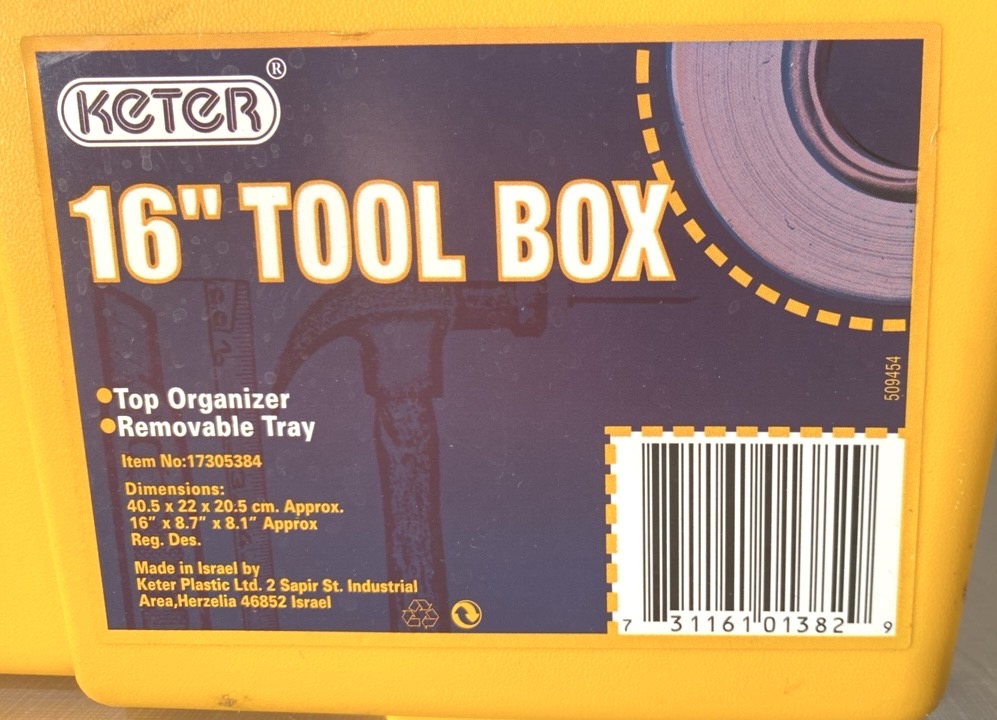 KETER®
16" TOOL BOX
•Top Organizer
•Removable Tray
Item No:17305384
Dimensions:
40.5 x 22 x 20.5 cm. Approx.
16” x 8.7” x 8.1” Approx
Reg. Des.
Made in Israel by
Keter Plastic Ltd. 2 Sapir St. Industrial
Area,Herzelia 46852 Israel
509454
7 31161 01382 9